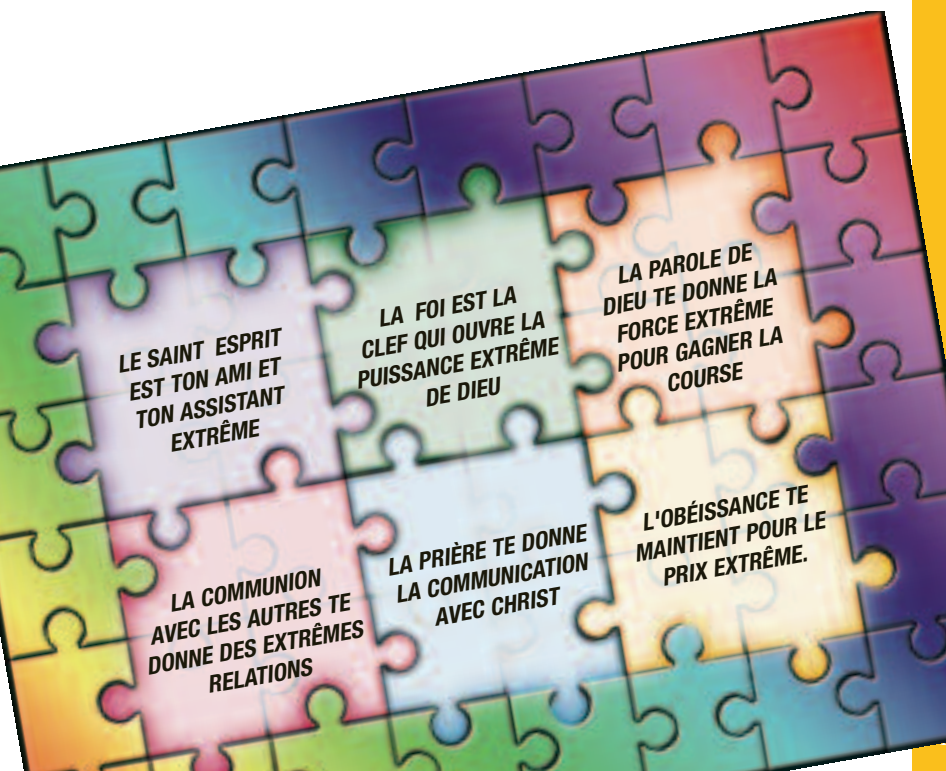 LE SAINT ESPRIT
EST TON AMI ET
TON ASSISTANT
EXTRÊME
LA FOI EST LA
CLEF QUI OUVRE LA
PUISSANCE EXTRÊME
DE DIEU
LA PAROLE DE
DIEU TE DONNE LA
FORCE EXTRÊME
POUR GAGNER LA
COURSE
LA COMMUNION
AVEC LES AUTRES TE
DONNE DES EXTRÊMES
RELATIONS
LA PRIÈRE TE DONNE
LA COMMUNICATION
AVEC CHRIST
L'OBÉISSANCE TE
MAINTIENT POUR LE
PRIX EXTRÊME.